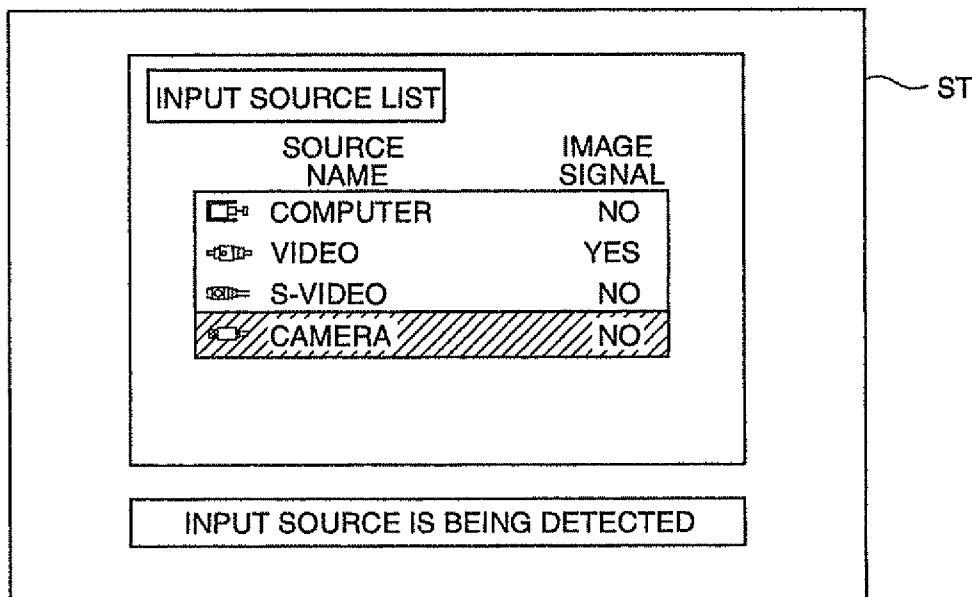 ST
INPUT SOURCE LIST
SOURCE NAME IMAGE SIGNAL
COMPUTER NO
VIDEO YES
S-VIDEO NO
CAMERA NO
INPUT SOURCE IS BEING DETECTED